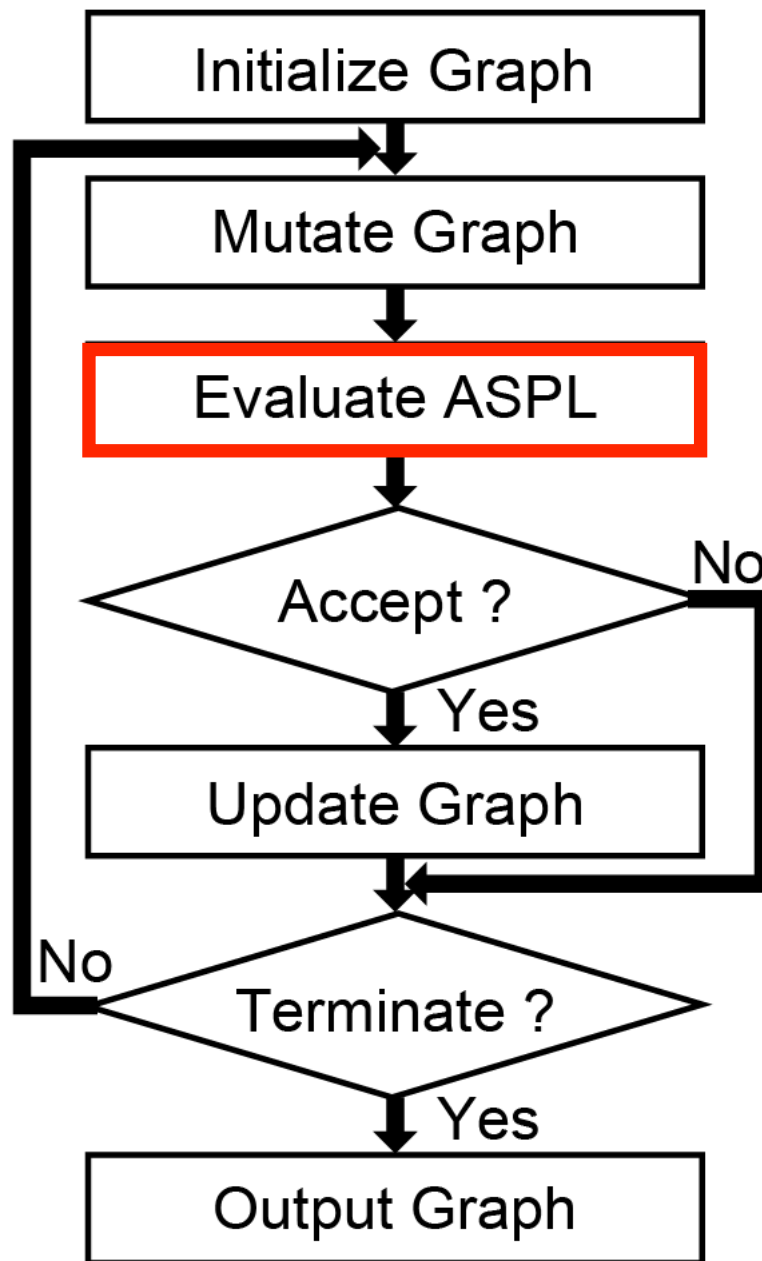 Initialize Graph
Mutate Graph
Evaluate ASPL
Accept ?
No
Yes
Update Graph
No
Terminate ?
Yes
Output Graph